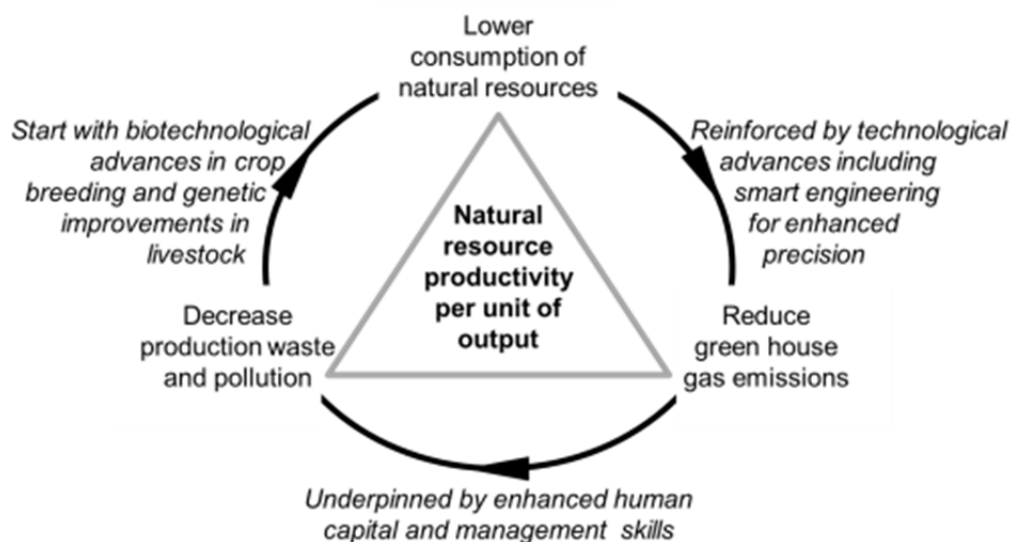 Lower
consumption of
natural resources
Start with biotechnological
advances in crop
breeding and genetic
improvements in
livestock
Reinforced by technological
advances including
smart engineering
for enhanced
precision
Natural
resource
productivity
per unit of
output
Decrease
production waste
and pollution
Reduce
green house
gas emissions
Underpinned by enhanced human
capital and management skills